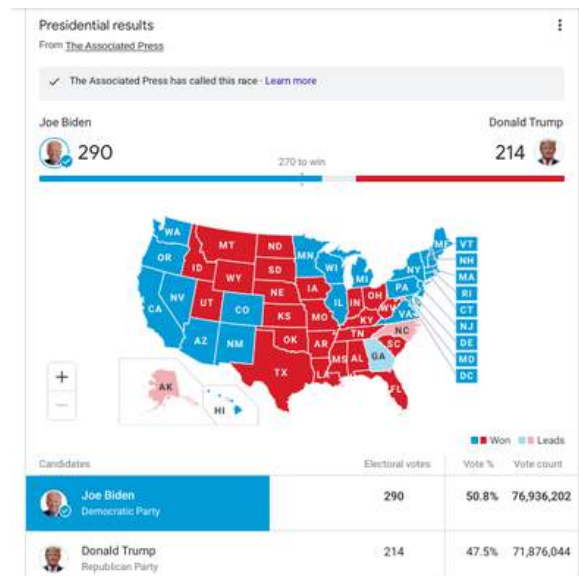 Presidential results
From The Associated Press
The Associated Press has called this race · Learn more
Joe Biden Donald Trump
290 214
270 to win
WA
OR
CA
NV
ID
UT
AZ
MT
WY
CO
NM
ND
SD
NE
KS
OK
TX
MN
IA
MO
AR
LA
WI
IL
MS
MI
IN
KY
TN
AL
OH
WV
GA
FL
PA
VA
NC
SC
NY
ME
VT
NH
MA
RI
CT
NJ
DE
MD
DC
AK
HI
+
−
Won Leads
Candidates Electoral votes Vote % Vote count
Joe Biden 290 50.8% 76,936,202
Democratic Party
Donald Trump 214 47.5% 71,876,044
Republican Party